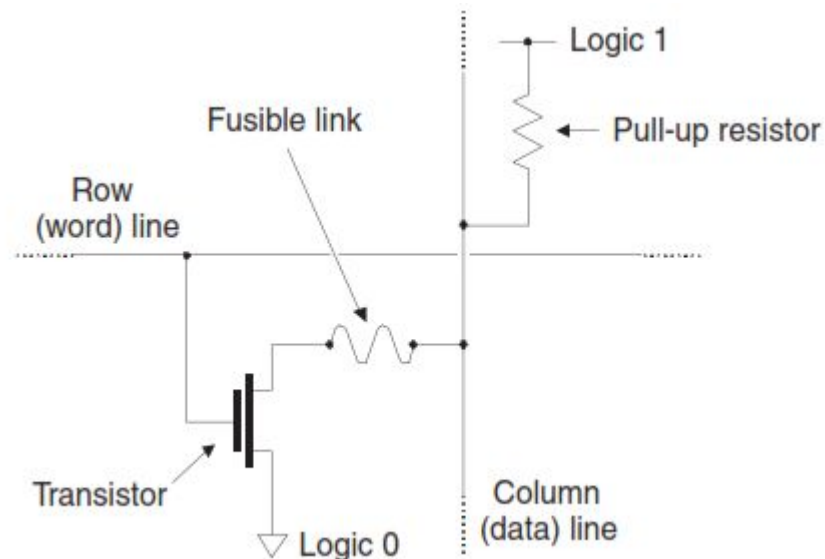 Logic 1
Fusible link
Pull-up resistor
Row
(word) line
Transistor
Column
(data) line
Logic 0